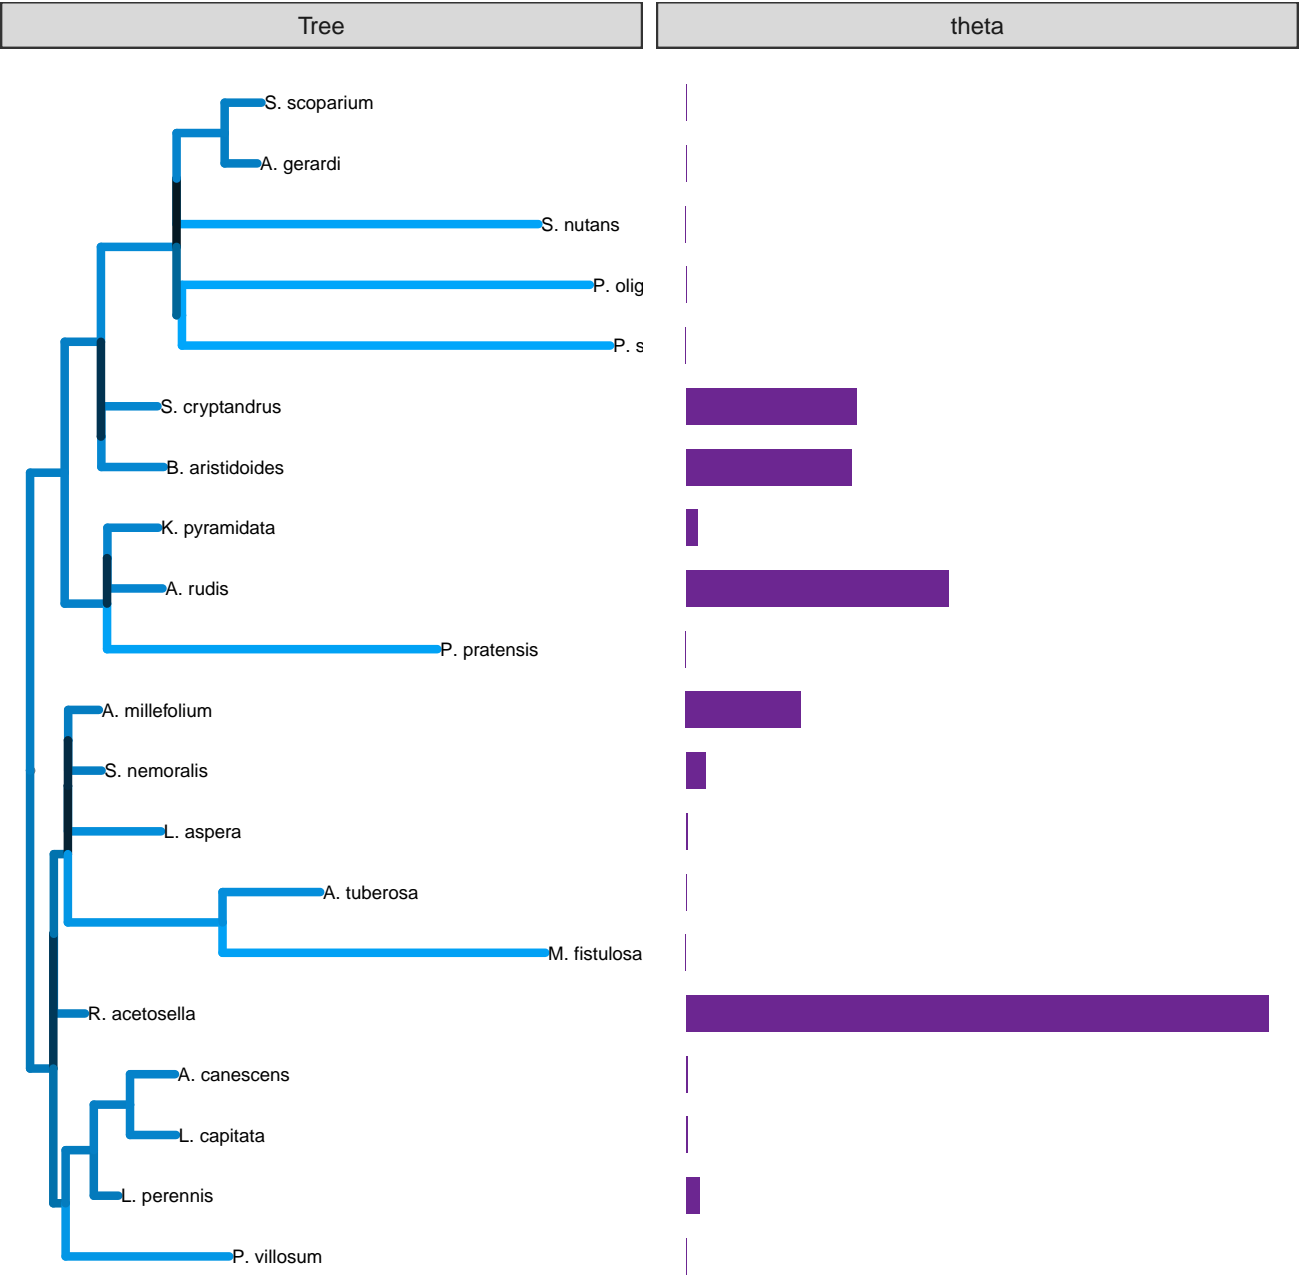 Tree
theta
S. scoparium
A. gerardi
S. nutans
P. olig
P. s
S. cryptandrus
B. aristidoides
K. pyramidata
A. rudis
P. pratensis
A. millefolium
S. nemoralis
L. aspera
A. tuberosa
M. fistulosa
R. acetosella
A. canescens
L. capitata
L. perennis
P. villosum